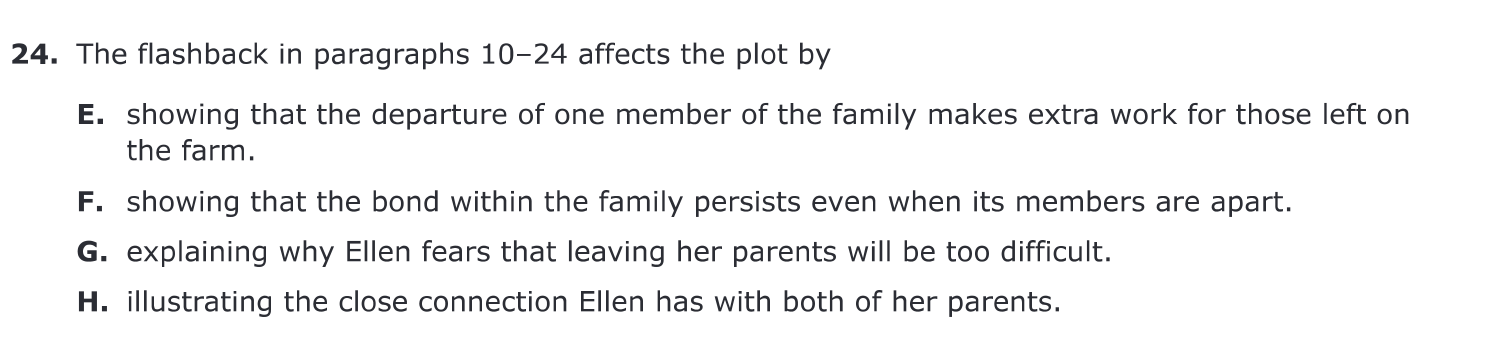 24. The flashback in paragraphs 10–24 affects the plot by
E. showing that the departure of one member of the family makes extra work for those left on
the farm.
F. showing that the bond within the family persists even when its members are apart.
G. explaining why Ellen fears that leaving her parents will be too difficult.
H. illustrating the close connection Ellen has with both of her parents.